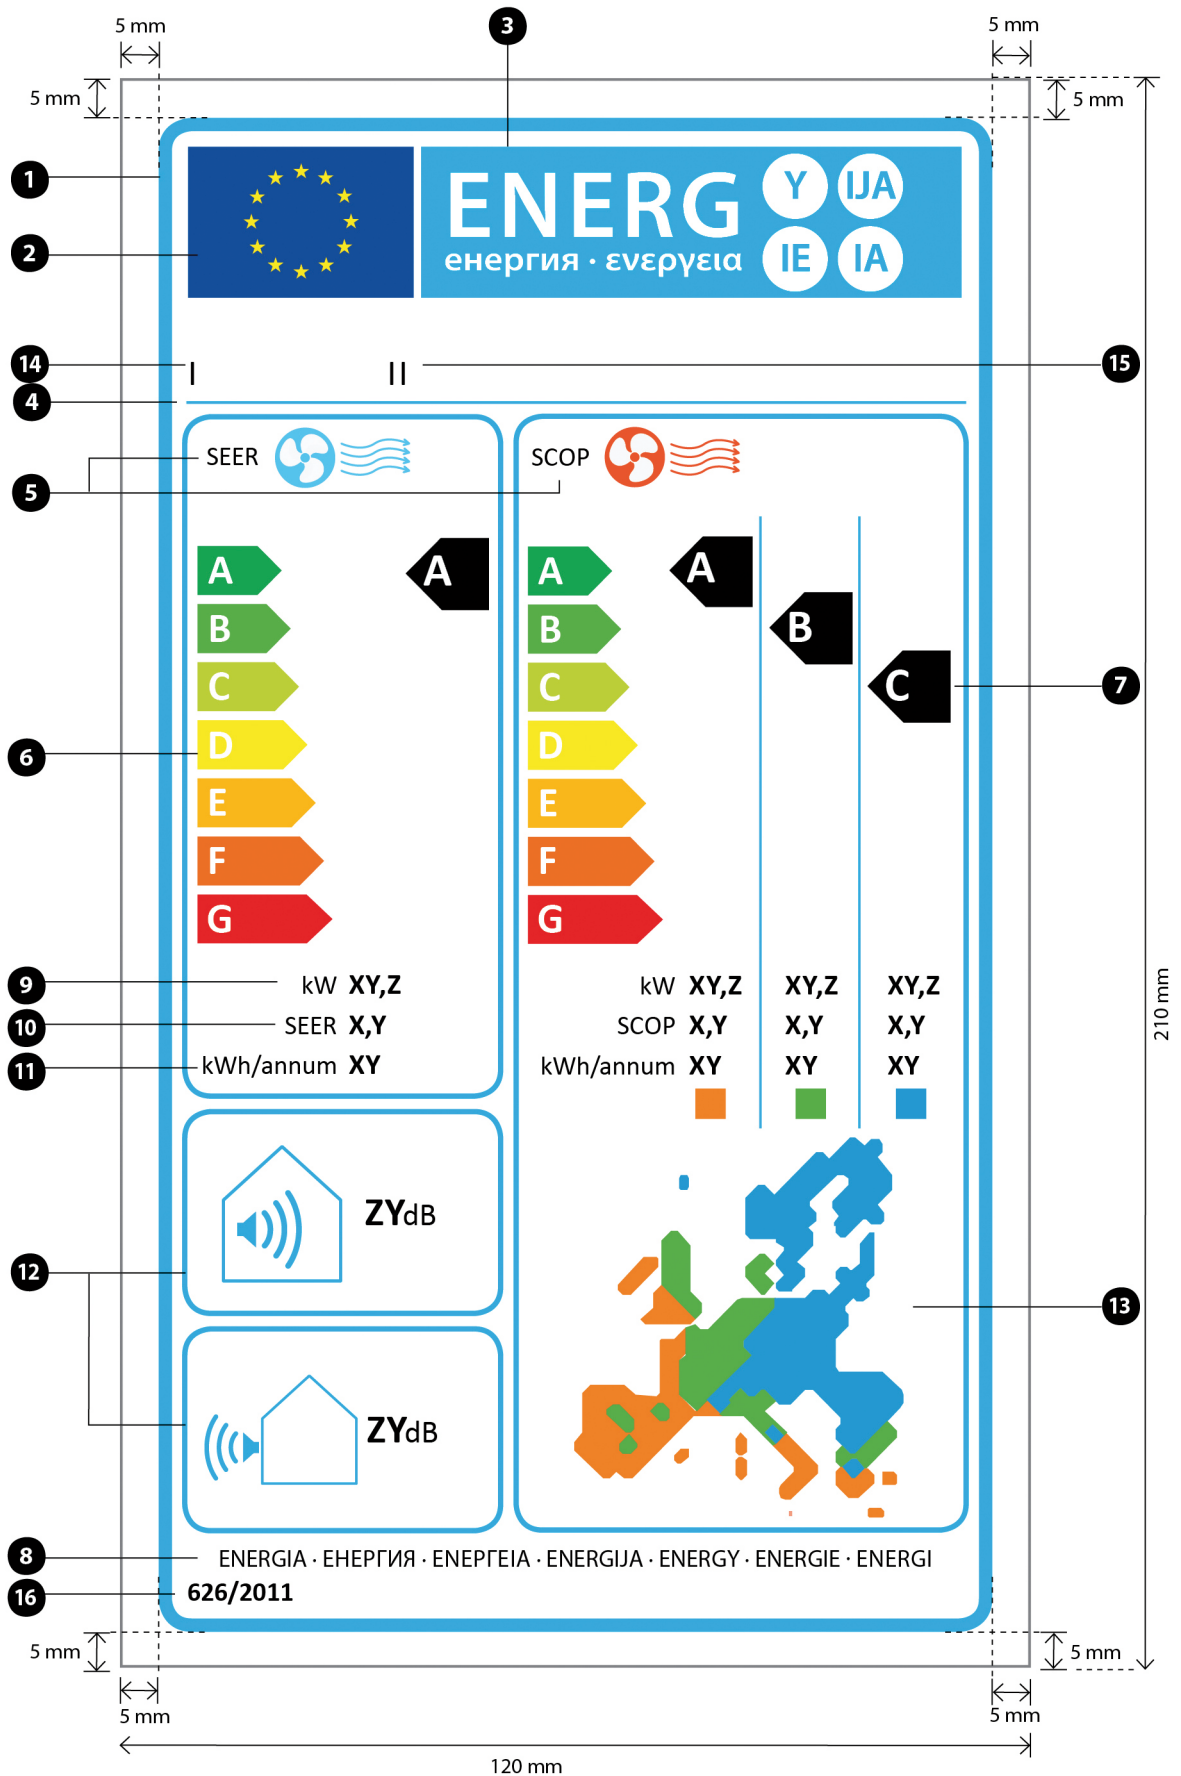 3
5 mm
5 mm
5 mm
5 mm
1
2
ENERG
енергия · ενεργεια
Y
IJA
IE
IA
14
I
II
15
4
SEER
SCOP
5
A
A
A
A
B
B
B
C
C
C
7
D
D
6
E
E
F
F
G
G
9
kW XY,Z
kW XY,Z XY,Z XY,Z
10
SEER X,Y
SCOP X,Y X,Y X,Y
11
kWh/annum XY
kWh/annum XY XY XY
210 mm
ZYdB
12
13
ZYdB
8
ENERGIA · ЕНЕРГИЯ · ΕΝΕΡΓΕΙΑ · ENERGIJA · ENERGY · ENERGIE · ENERGI
16
626/2011
5 mm
5 mm
5 mm
5 mm
120 mm